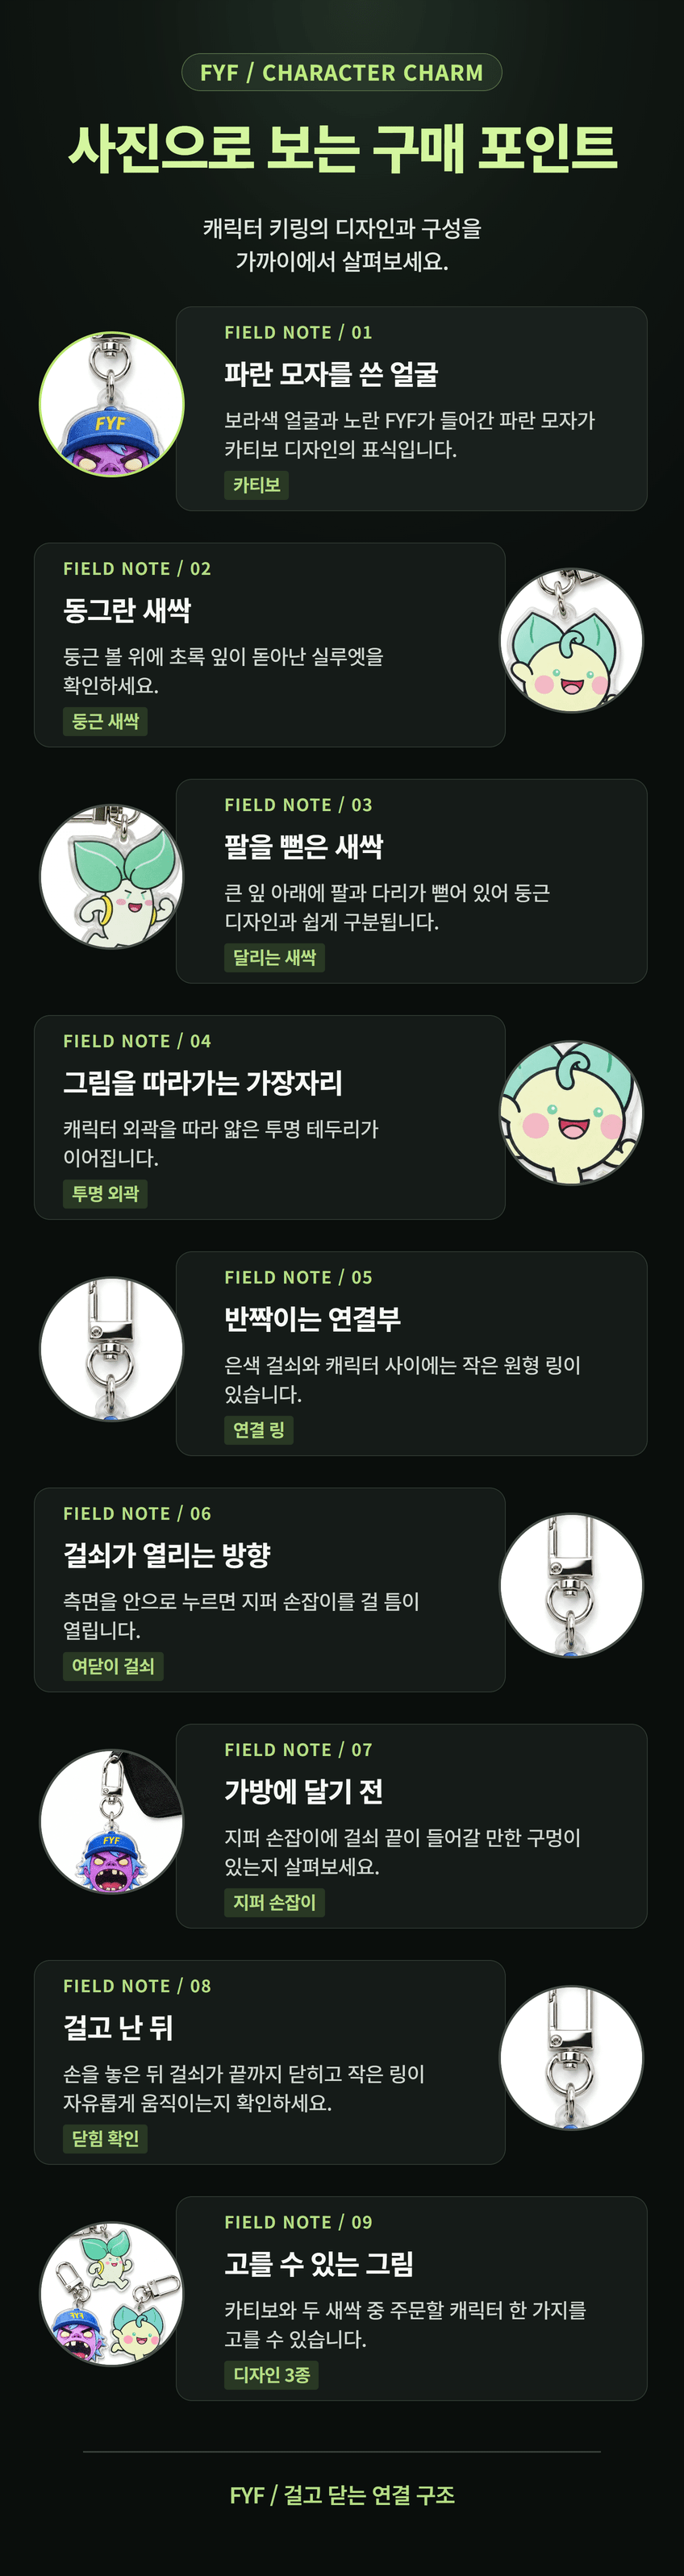 FYF / CHARACTER CHARM
사진으로 보는 구매 포인트
캐릭터 키링의 디자인과 구성을
가까이에서 살펴보세요.
FYF
FIELD NOTE / 01
파란 모자를 쓴 얼굴
보라색 얼굴과 노란 FYF가 들어간 파란 모자가
카티보 디자인의 표식입니다.
카티보
FIELD NOTE / 02
동그란 새싹
둥근 볼 위에 초록 잎이 돋아난 실루엣을
확인하세요.
둥근 새싹
FIELD NOTE / 03
팔을 뻗은 새싹
큰 잎 아래에 팔과 다리가 뻗어 있어 둥근
디자인과 쉽게 구분됩니다.
달리는 새싹
FIELD NOTE / 04
그림을 따라가는 가장자리
캐릭터 외곽을 따라 얇은 투명 테두리가
이어집니다.
투명 외곽
FIELD NOTE / 05
반짝이는 연결부
은색 걸쇠와 캐릭터 사이에는 작은 원형 링이
있습니다.
연결 링
FIELD NOTE / 06
걸쇠가 열리는 방향
측면을 안으로 누르면 지퍼 손잡이를 걸 틈이
열립니다.
여닫이 걸쇠
FYF
FIELD NOTE / 07
가방에 달기 전
지퍼 손잡이에 걸쇠 끝이 들어갈 만한 구멍이
있는지 살펴보세요.
지퍼 손잡이
FIELD NOTE / 08
걸고 난 뒤
손을 놓은 뒤 걸쇠가 끝까지 닫히고 작은 링이
자유롭게 움직이는지 확인하세요.
닫힘 확인
FYF
FIELD NOTE / 09
고를 수 있는 그림
카티보와 두 새싹 중 주문할 캐릭터 한 가지를
고를 수 있습니다.
디자인 3종
FYF / 걸고 닫는 연결 구조